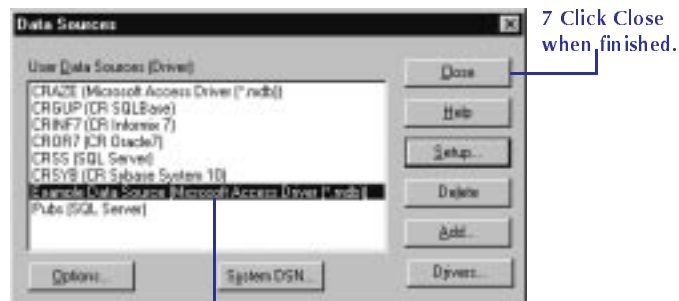 Data Sources
7 Click Close
when finished.
User Data Sources (Driver)
CRAZE (Microsoft Access Driver (*.mdb))
CRGUP (CR SQLBase)
CRINF7 (CR Informix 7)
CROR7 (CR Oracle7)
CRSS (SQL Server)
CRSYB (CR Sybase System 10)
Example Data Source (Microsoft Access Driver (*.mdb))
Pubs (SQL Server)
Close
Help
Setup...
Delete
Add...
Options...
System DSN...
Drivers...